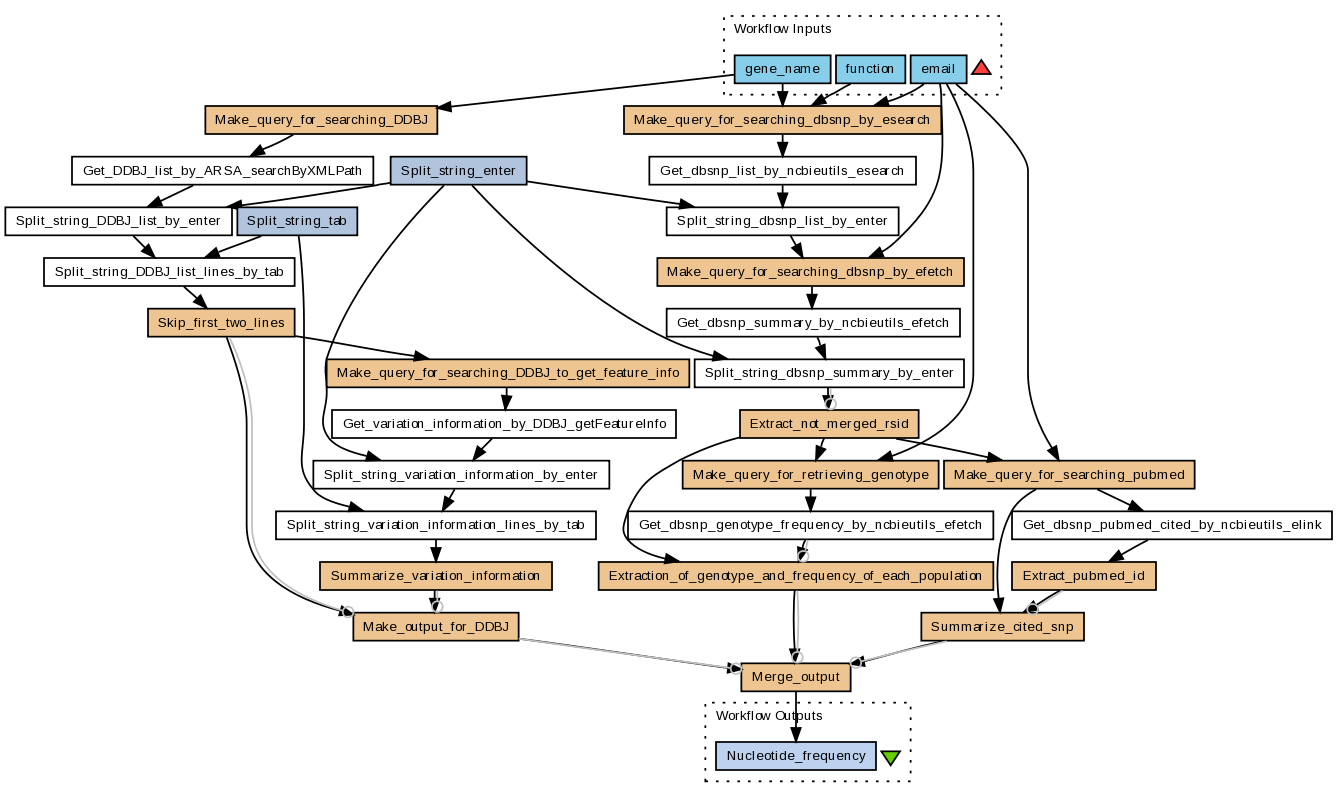 Workflow Inputs
gene_name
function
email
Make_query_for_searching_DDBJ
Make_query_for_searching_dbsnp_by_esearch
Get_DDBJ_list_by_ARSA_searchByXMLPath
Split_string_enter
Get_dbsnp_list_by_ncbieutils_esearch
Split_string_DDBJ_list_by_enter
Split_string_tab
Split_string_dbsnp_list_by_enter
Split_string_DDBJ_list_lines_by_tab
Make_query_for_searching_dbsnp_by_efetch
Skip_first_two_lines
Get_dbsnp_summary_by_ncbieutils_efetch
Make_query_for_searching_DDBJ_to_get_feature_info
Split_string_dbsnp_summary_by_enter
Get_variation_information_by_DDBJ_getFeatureInfo
Extract_not_merged_rsid
Split_string_variation_information_by_enter
Make_query_for_retrieving_genotype
Make_query_for_searching_pubmed
Split_string_variation_information_lines_by_tab
Get_dbsnp_genotype_frequency_by_ncbieutils_efetch
Get_dbsnp_pubmed_cited_by_ncbieutils_elink
Summarize_variation_information
Extraction_of_genotype_and_frequency_of_each_population
Extract_pubmed_id
Make_output_for_DDBJ
Summarize_cited_snp
Merge_output
Workflow Outputs
Nucleotide_frequency